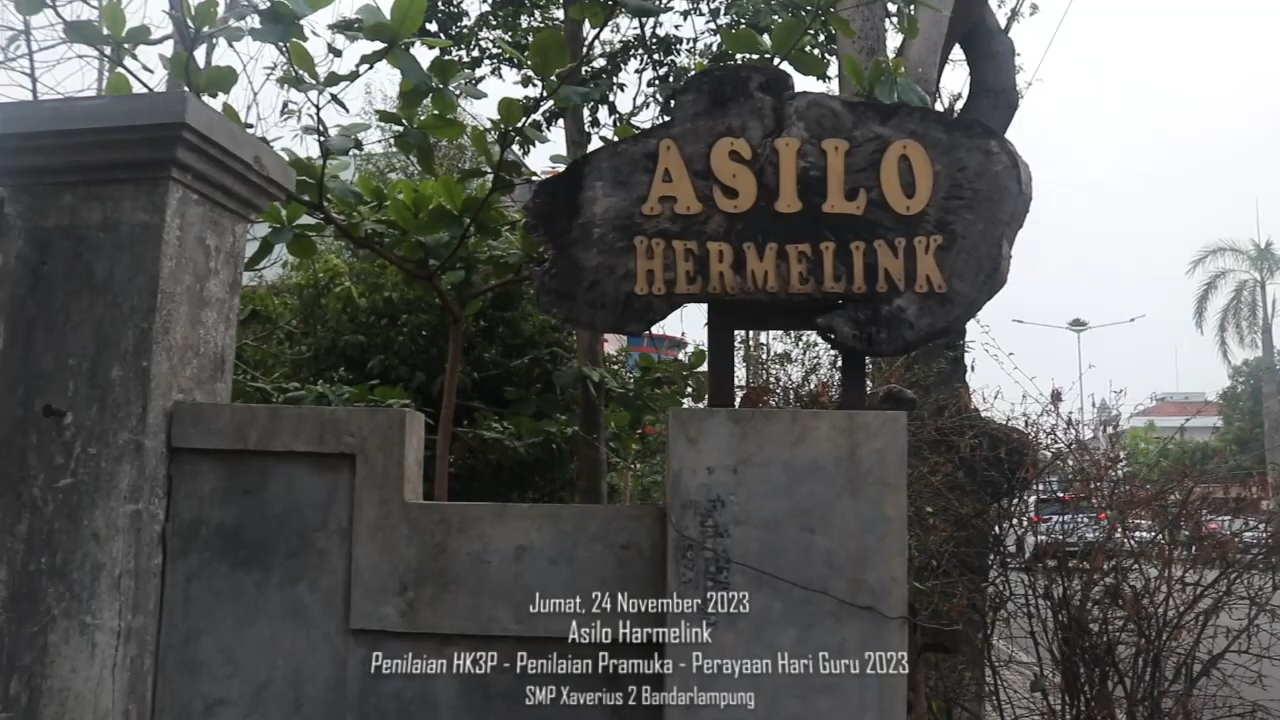 ASILO
HERMELINK
Jumat, 24 November 2023
Asilo Harmelink
Penilaian HK3P - Penilaian Pramuka - Perayaan Hari Guru 2023
SMP Xaverius 2 Bandarlampung